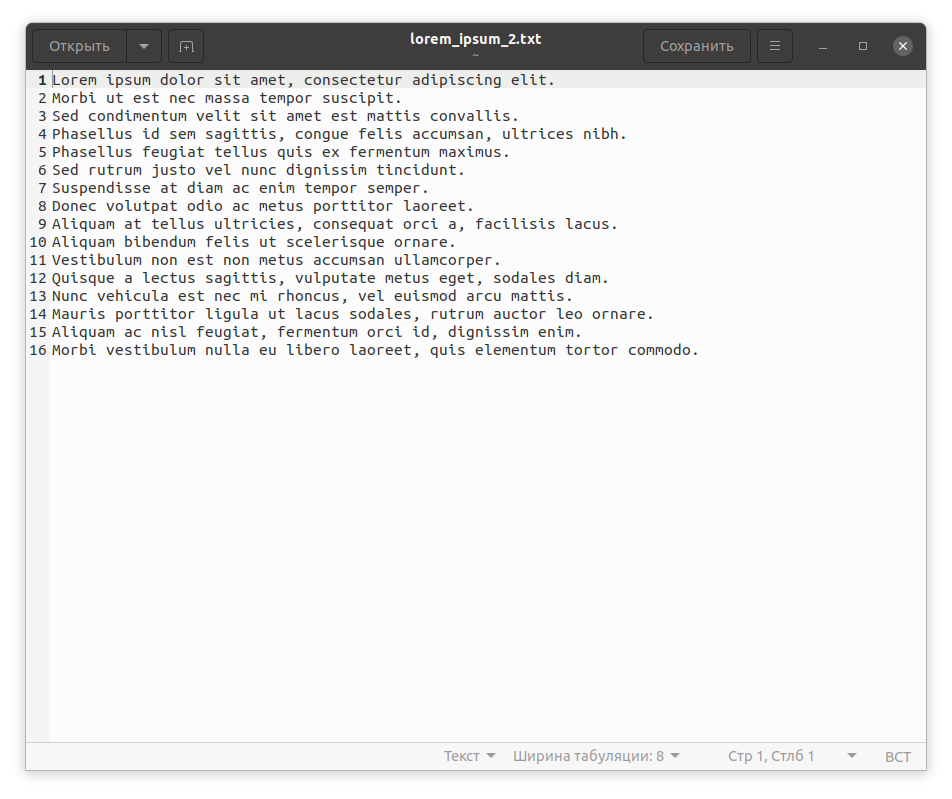 Открыть
lorem_ipsum_2.txt
~
Сохранить
1 Lorem ipsum dolor sit amet, consectetur adipiscing elit.
2 Morbi ut est nec massa tempor suscipit.
3 Sed condimentum velit sit amet est mattis convallis.
4 Phasellus id sem sagittis, congue felis accumsan, ultrices nibh.
5 Phasellus feugiat tellus quis ex fermentum maximus.
6 Sed rutrum justo vel nunc dignissim tincidunt.
7 Suspendisse at diam ac enim tempor semper.
8 Donec volutpat odio ac metus porttitor laoreet.
9 Aliquam at tellus ultricies, consequat orci a, facilisis lacus.
10 Aliquam bibendum felis ut scelerisque ornare.
11 Vestibulum non est non metus accumsan ullamcorper.
12 Quisque a lectus sagittis, vulputate metus eget, sodales diam.
13 Nunc vehicula est nec mi rhoncus, vel euismod arcu mattis.
14 Mauris porttitor ligula ut lacus sodales, rutrum auctor leo ornare.
15 Aliquam ac nisl feugiat, fermentum orci id, dignissim enim.
16 Morbi vestibulum nulla eu libero laoreet, quis elementum tortor commodo.
Текст Ширина табуляции: 8 Стр 1, Стлб 1 ВСТ